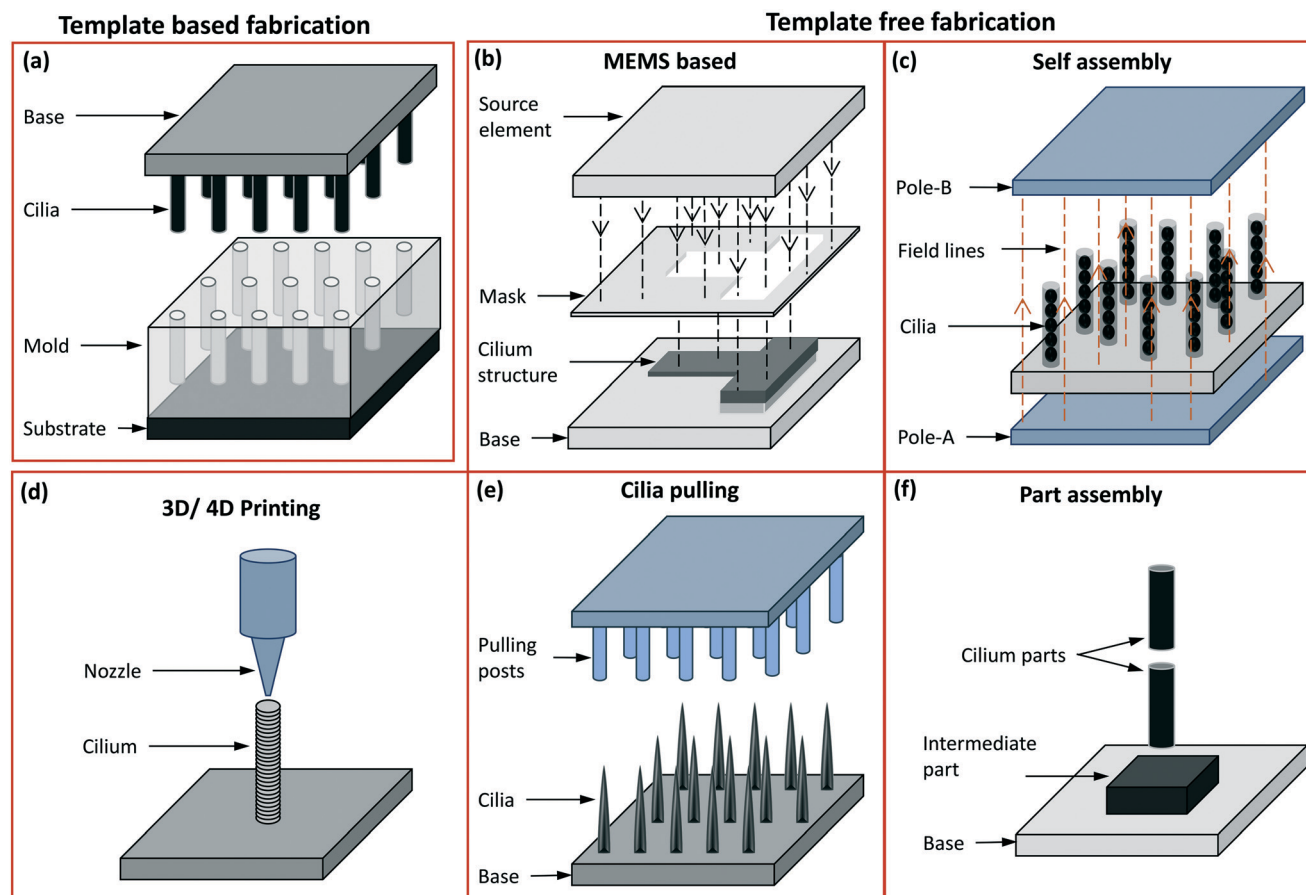 Template based fabrication
Template free fabrication
(a)
Base
Cilia
Mold
Substrate
(b)
MEMS based
Source
element
Mask
Cilium
structure
Base
(c)
Self assembly
Pole-B
Field lines
Cilia
Pole-A
(d)
3D/ 4D Printing
Nozzle
Cilium
(e)
Cilia pulling
Pulling
posts
Cilia
Base
(f)
Part assembly
Cilium parts
Intermediate
part
Base